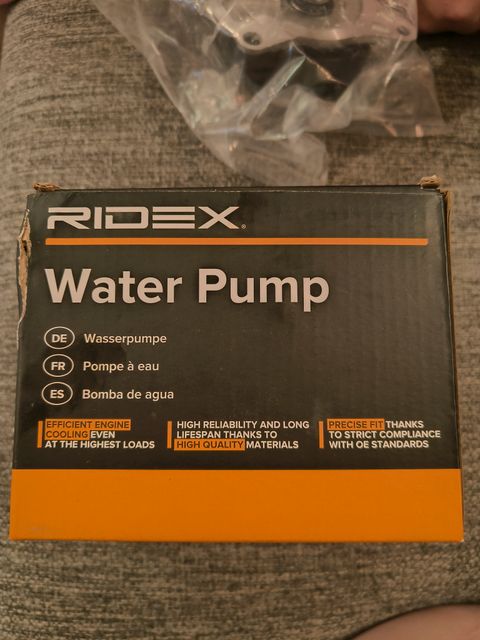 RIDEX®
Water Pump
DE Wasserpumpe
FR Pompe à eau
ES Bomba de agua
EFFICIENT ENGINE
COOLING EVEN
AT THE HIGHEST LOADS
HIGH RELIABILITY AND LONG
LIFESPAN THANKS TO
HIGH QUALITY MATERIALS
PRECISE FIT THANKS
TO STRICT COMPLIANCE
WITH OE STANDARDS